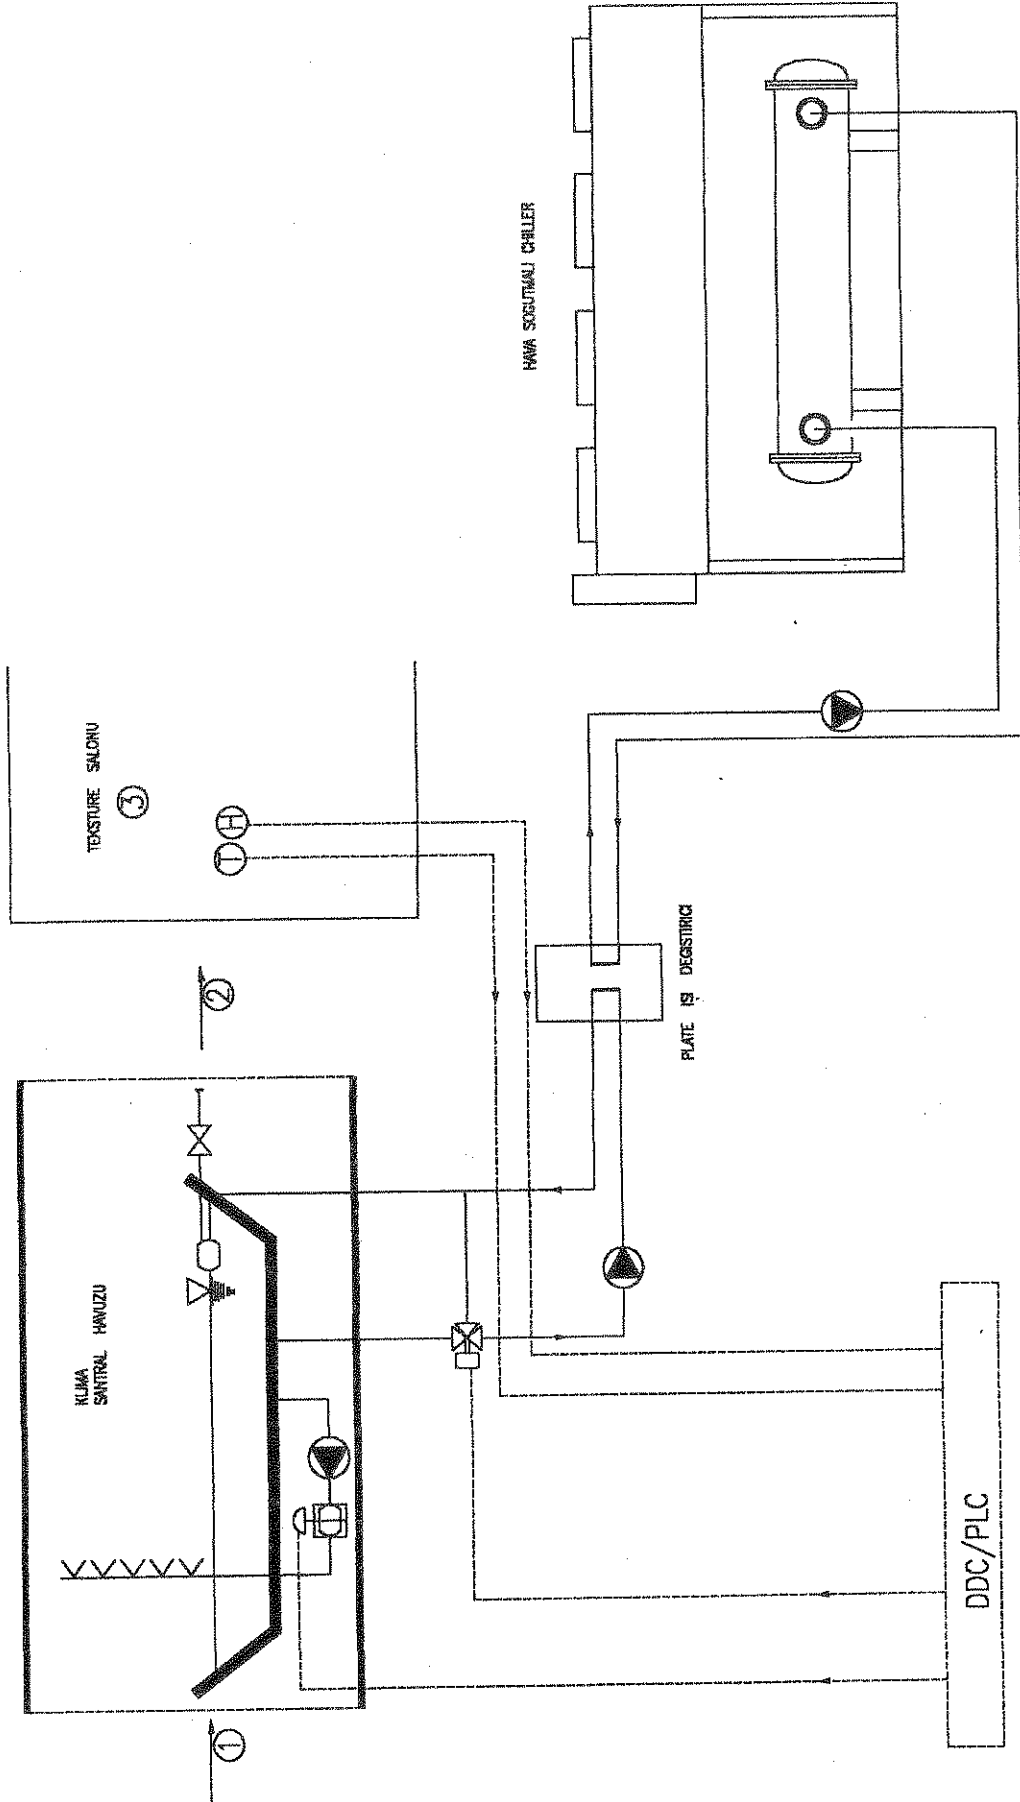 HAVA SOGUTMALI CHILLER
TEKSTURE SALONU
3
T
H
2
PLATE ISI DEGISTIRICI
KLIMA
SANTRAL HAVUZU
DDC/PLC
1